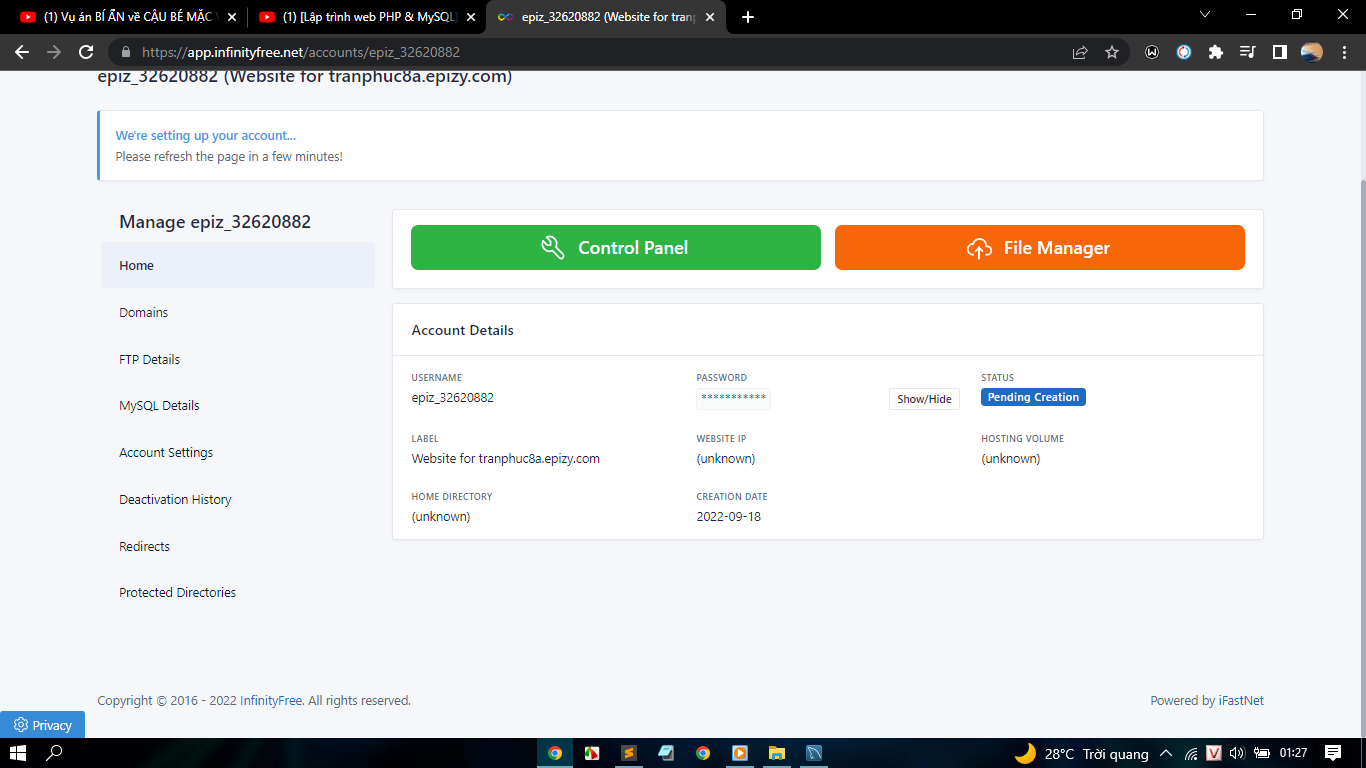 (1) Vụ án BÍ ẨN về CẬU BÉ MẶC
(1) [Lập trình web PHP & MySQL]
epiz_32620882 (Website for tranp
https://app.infinityfree.net/accounts/epiz_32620882
epiz_32620882 (Website for tranphuc8a.epizy.com)
We're setting up your account...
Please refresh the page in a few minutes!
Manage epiz_32620882
Home
Domains
FTP Details
MySQL Details
Account Settings
Deactivation History
Redirects
Protected Directories
Control Panel
File Manager
Account Details
USERNAME
epiz_32620882
PASSWORD
***********
Show/Hide
STATUS
Pending Creation
LABEL
Website for tranphuc8a.epizy.com
WEBSITE IP
(unknown)
HOSTING VOLUME
(unknown)
HOME DIRECTORY
(unknown)
CREATION DATE
2022-09-18
Copyright © 2016 - 2022 InfinityFree. All rights reserved.
Powered by iFastNet
Privacy
28°C Trời quang
V
01:27